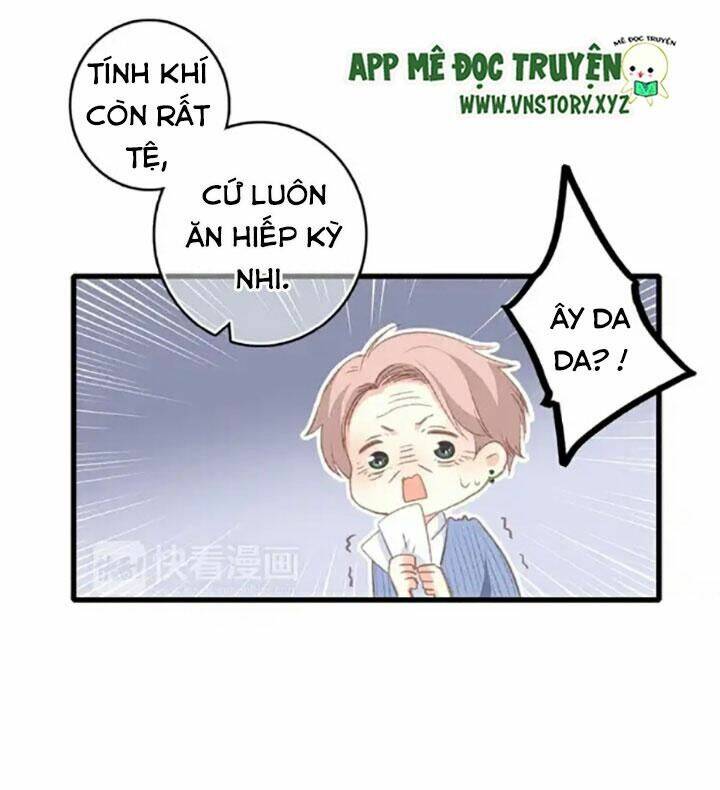 MÊ ĐỌC TRUYỆN
APP MÊ ĐỌC TRUYỆN
WWW.VNSTORY.XYZ
TÍNH KHÍ
CÒN RẤT
TỆ,
CỨ LUÔN
ĂN HIẾP KỲ
NHI.
ÂY DA
DA?!
快看漫画